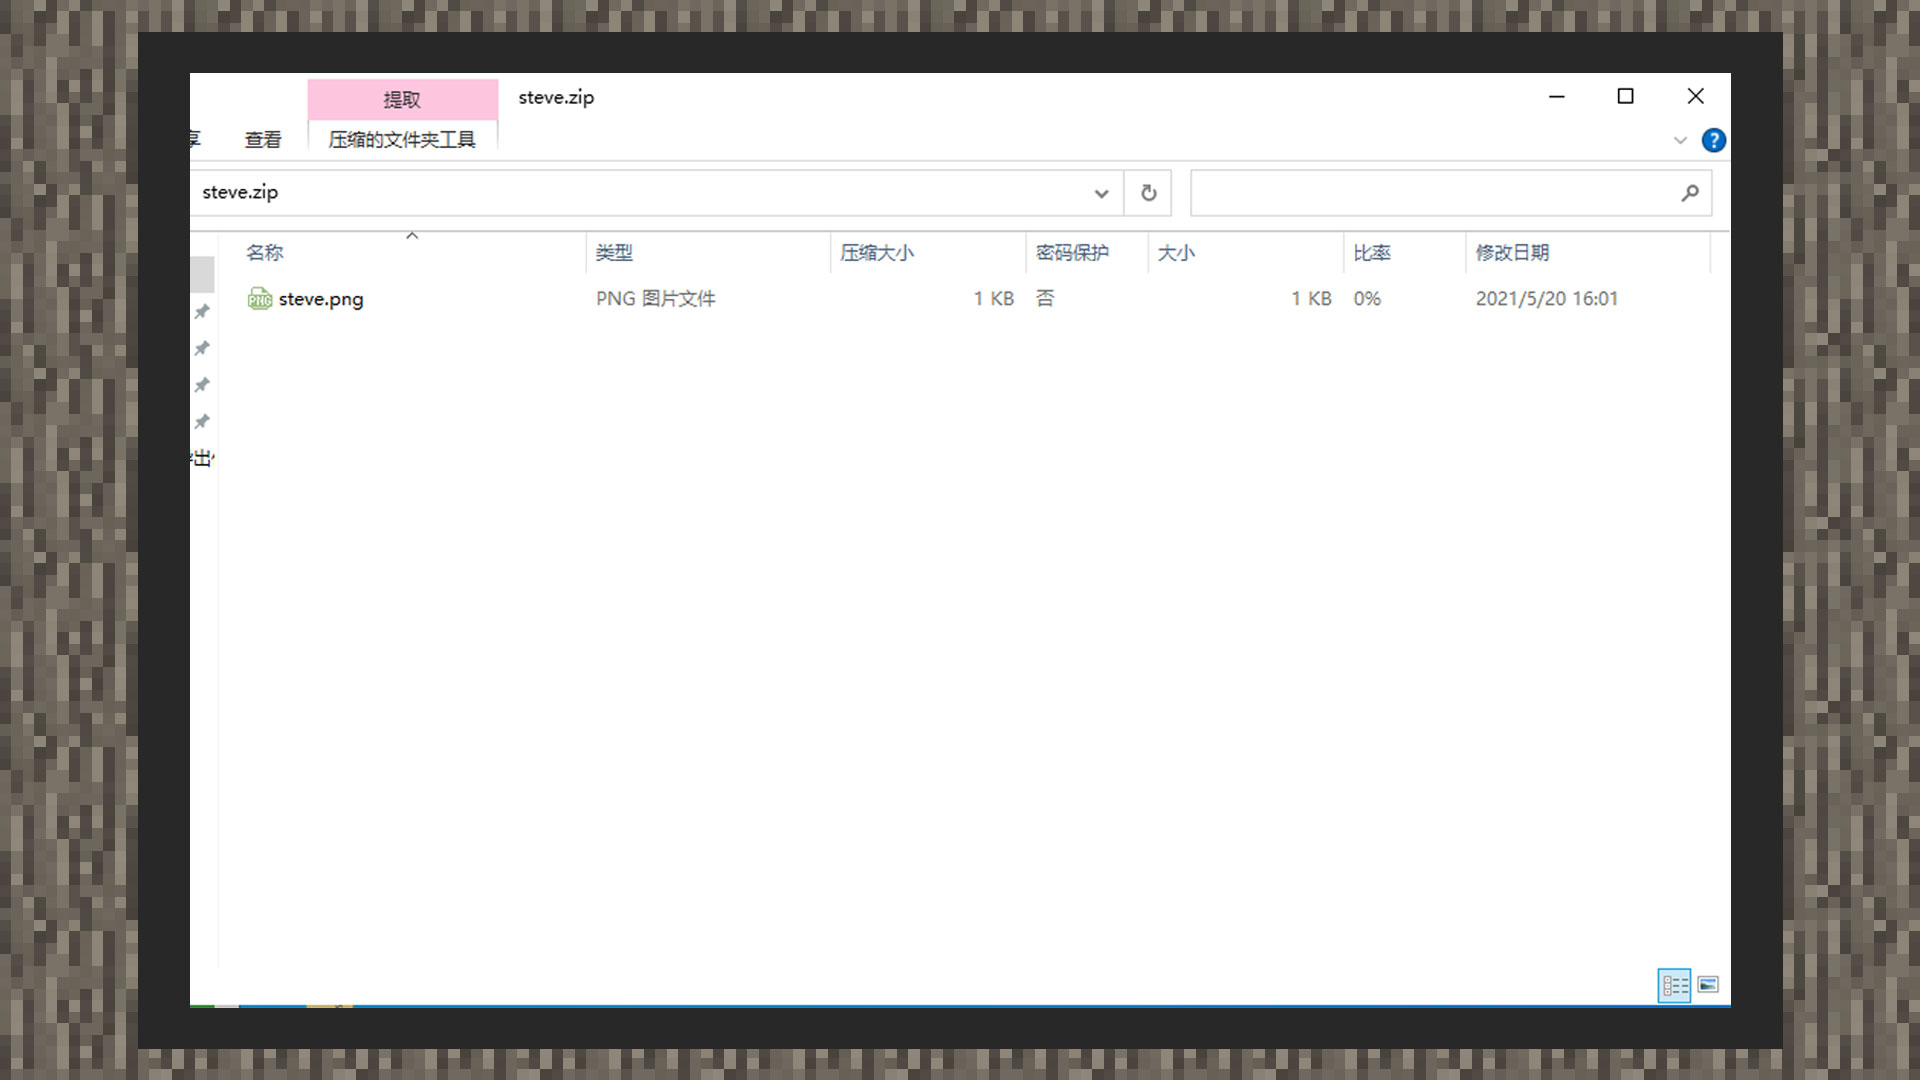 提取
steve.zip
享
查看
压缩的文件夹工具
?
steve.zip
名称
类型
压缩大小
密码保护
大小
比率
修改日期
PNG
steve.png
PNG 图片文件
1 KB
否
1 KB
0%
2021/5/20 16:01
出